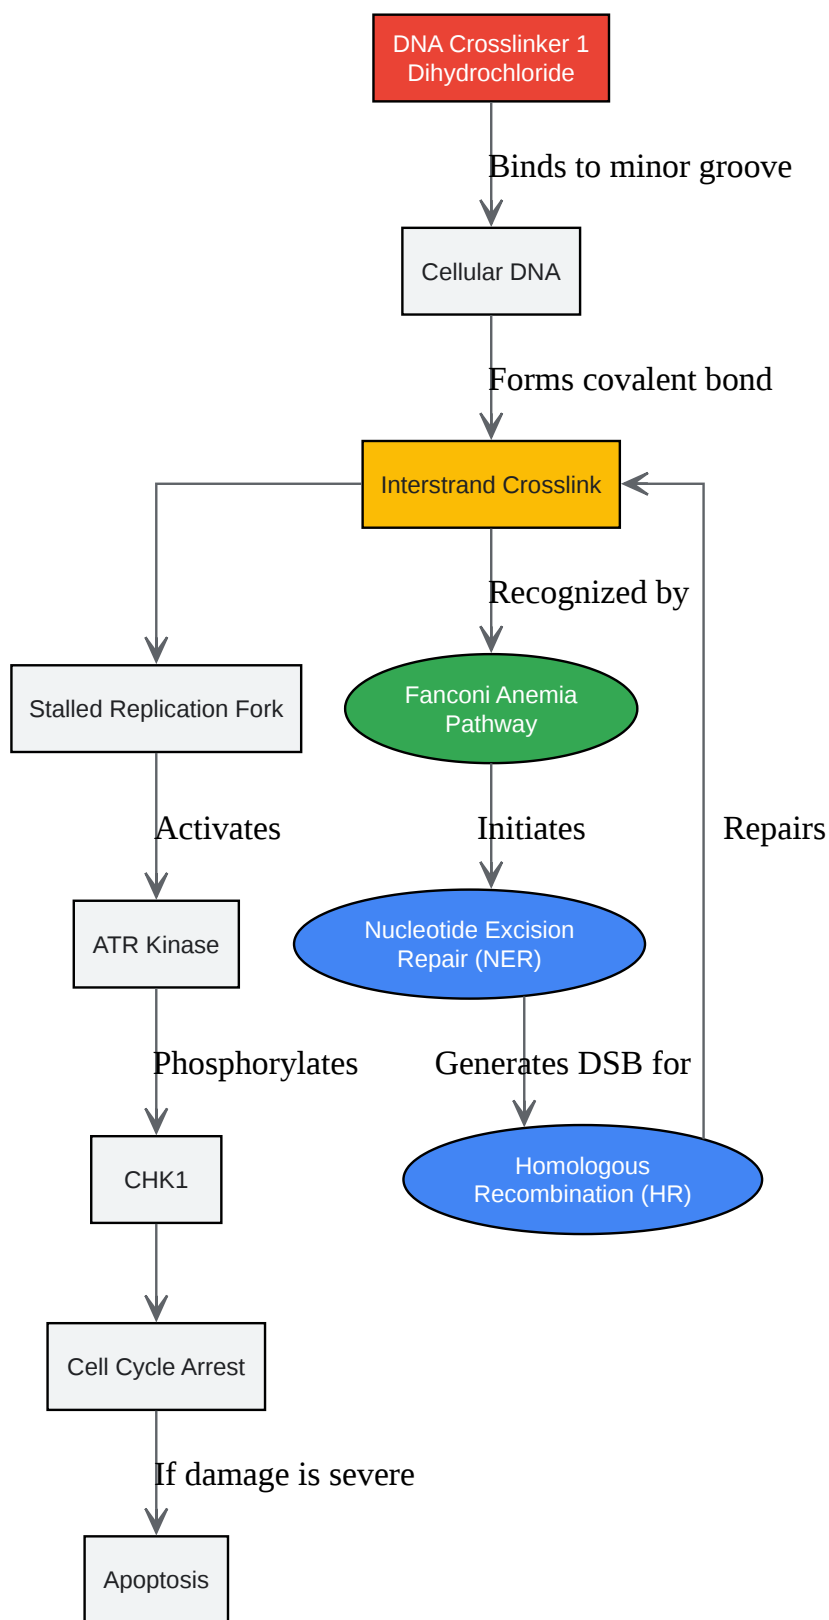 DNA Crosslinker 1
Dihydrochloride
Binds to minor groove
Cellular DNA
Forms covalent bond
Interstrand Crosslink
Recognized by
Stalled Replication Fork
Fanconi Anemia
Pathway
Activates
Initiates
Repairs
ATR Kinase
Nucleotide Excision
Repair (NER)
Phosphorylates
Generates DSB for
CHK1
Homologous
Recombination (HR)
Cell Cycle Arrest
If damage is severe
Apoptosis